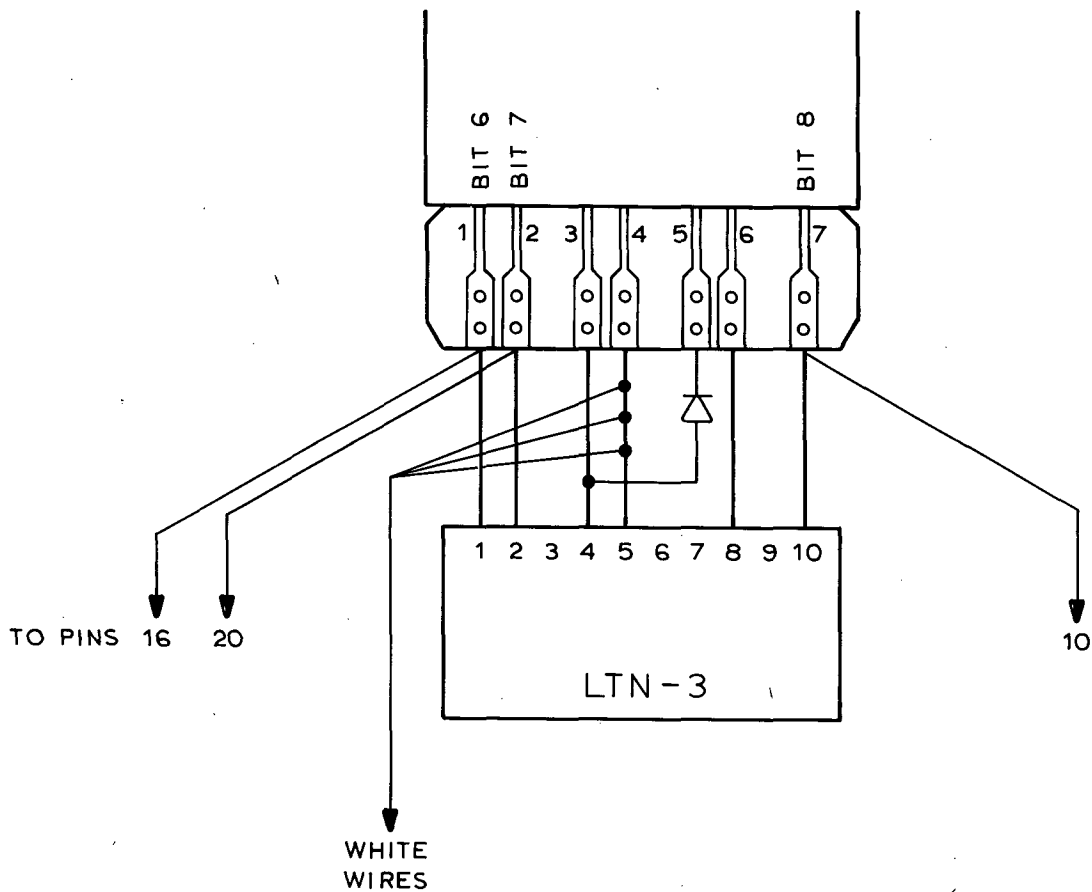 BIT 6
BIT 7
BIT 8
1 2 3 4 5 6 7
1 2 3 4 5 6 7 8 9 10
TO PINS 16 20
10
LTN-3
WHITE
WIRES